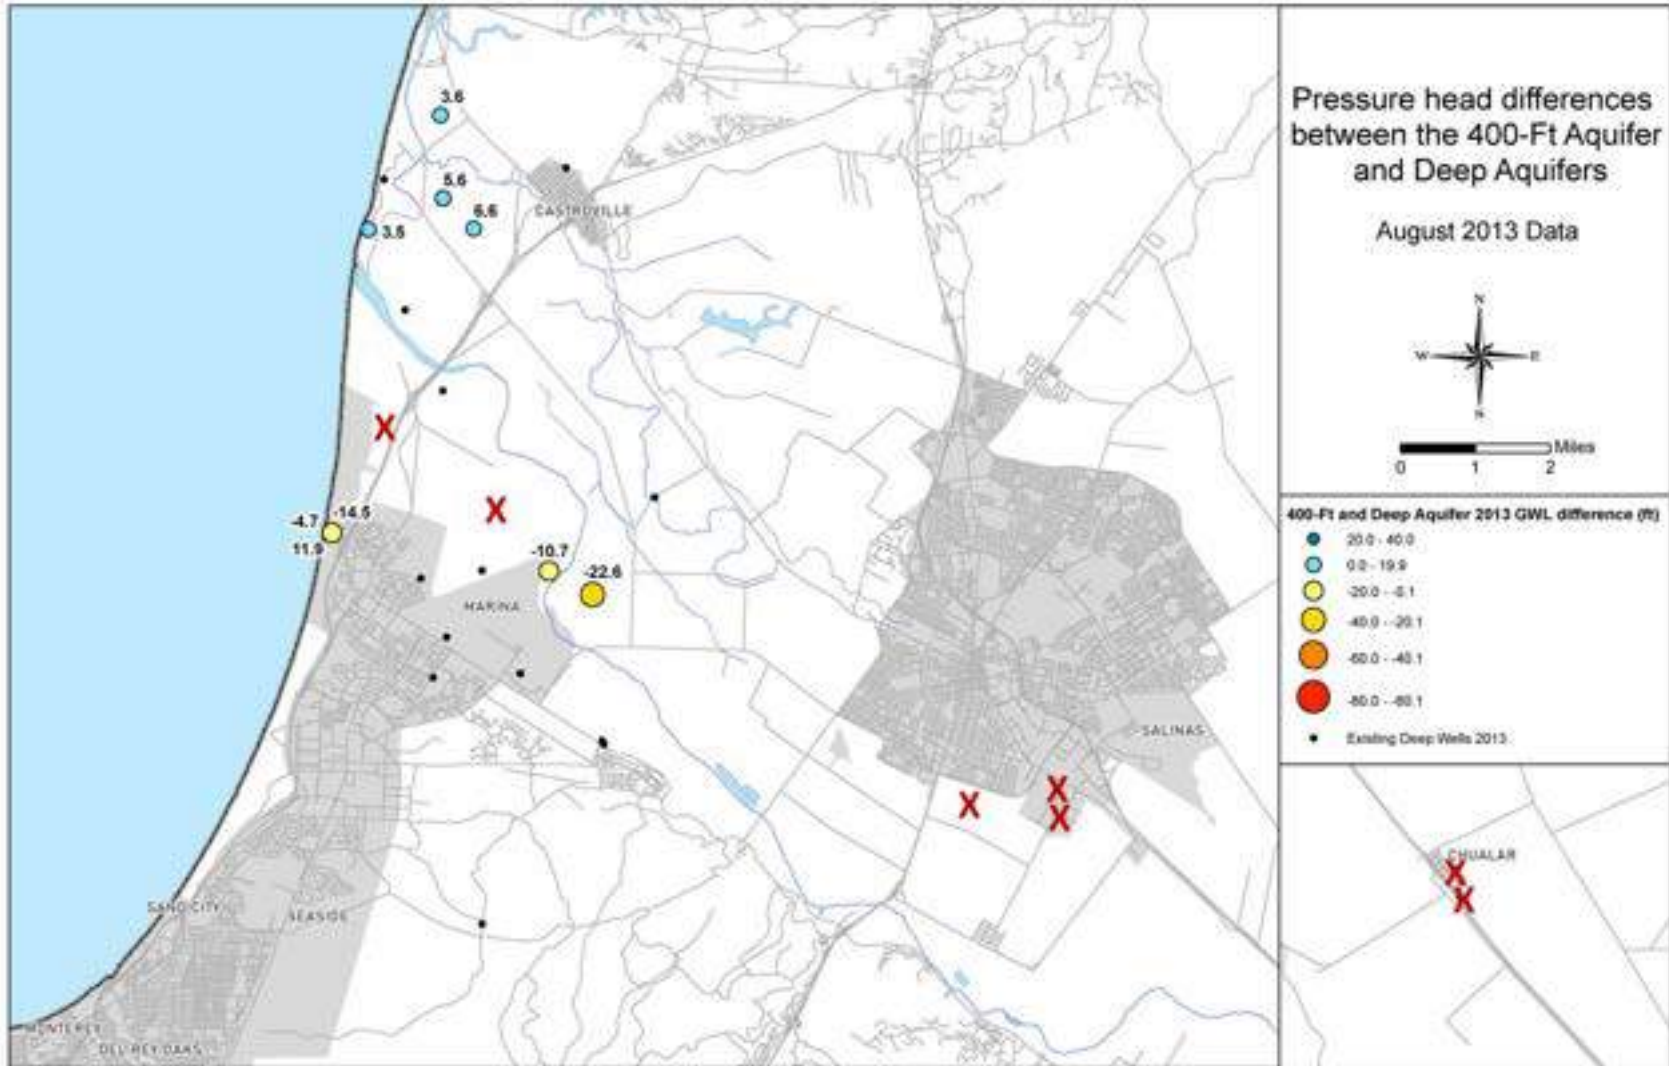 Pressure head differences
between the 400-Ft Aquifer
and Deep Aquifers
August 2013 Data
N
W
E
S
Miles
0 1 2
400-Ft and Deep Aquifer 2013 GWL difference (ft)
20.0 - 40.0
0.0 - 19.9
-20.0 - -0.1
-40.0 - -20.1
-60.0 - -40.1
-80.0 - -60.1
Existing Deep Wells 2013
3.6
5.6
6.6
3.5
CASTROVILLE
X
X
-4.7
-14.5
11.9
-10.7
-22.6
MARINA
SALINAS
X
X
X
SAND CITY
SEASIDE
MONTEREY
DEL REY OAKS
CHUALAR
X
X